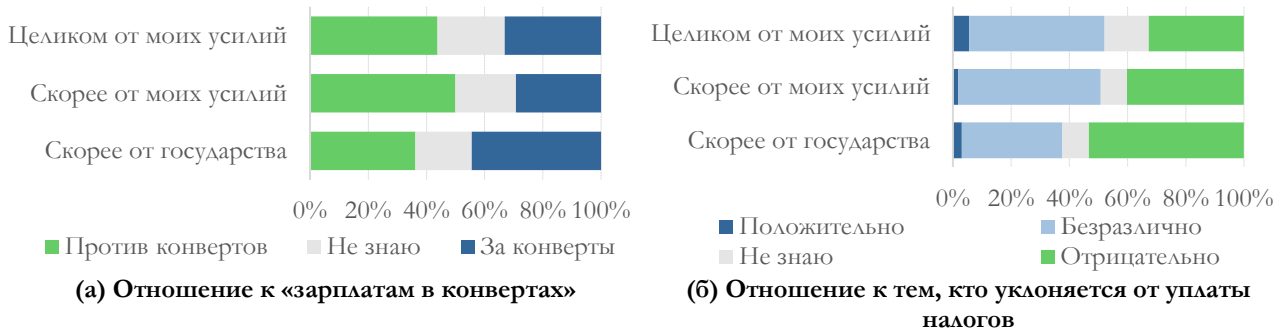 Целиком от моих усилий
Скорее от моих усилий
Скорее от государства
0% 20% 40% 60% 80% 100%
Против конвертов Не знаю За конверты
(а) Отношение к «зарплатам в конвертах»
Целиком от моих усилий
Скорее от моих усилий
Скорее от государства
0% 20% 40% 60% 80% 100%
Положительно Безразлично
Не знаю Отрицательно
(б) Отношение к тем, кто уклоняется от уплаты
налогов